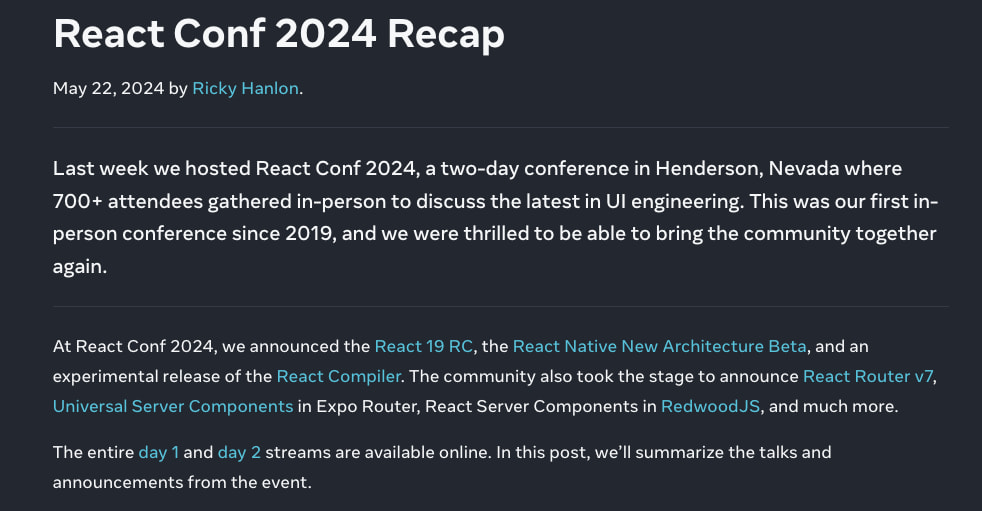 React Conf 2024 Recap
May 22, 2024 by Ricky Hanlon.
Last week we hosted React Conf 2024, a two-day conference in Henderson, Nevada where
700+ attendees gathered in-person to discuss the latest in UI engineering. This was our first in-
person conference since 2019, and we were thrilled to be able to bring the community together
again.
At React Conf 2024, we announced the React 19 RC, the React Native New Architecture Beta, and an
experimental release of the React Compiler. The community also took the stage to announce React Router v7,
Universal Server Components in Expo Router, React Server Components in RedwoodJS, and much more.
The entire day 1 and day 2 streams are available online. In this post, we’ll summarize the talks and
announcements from the event.